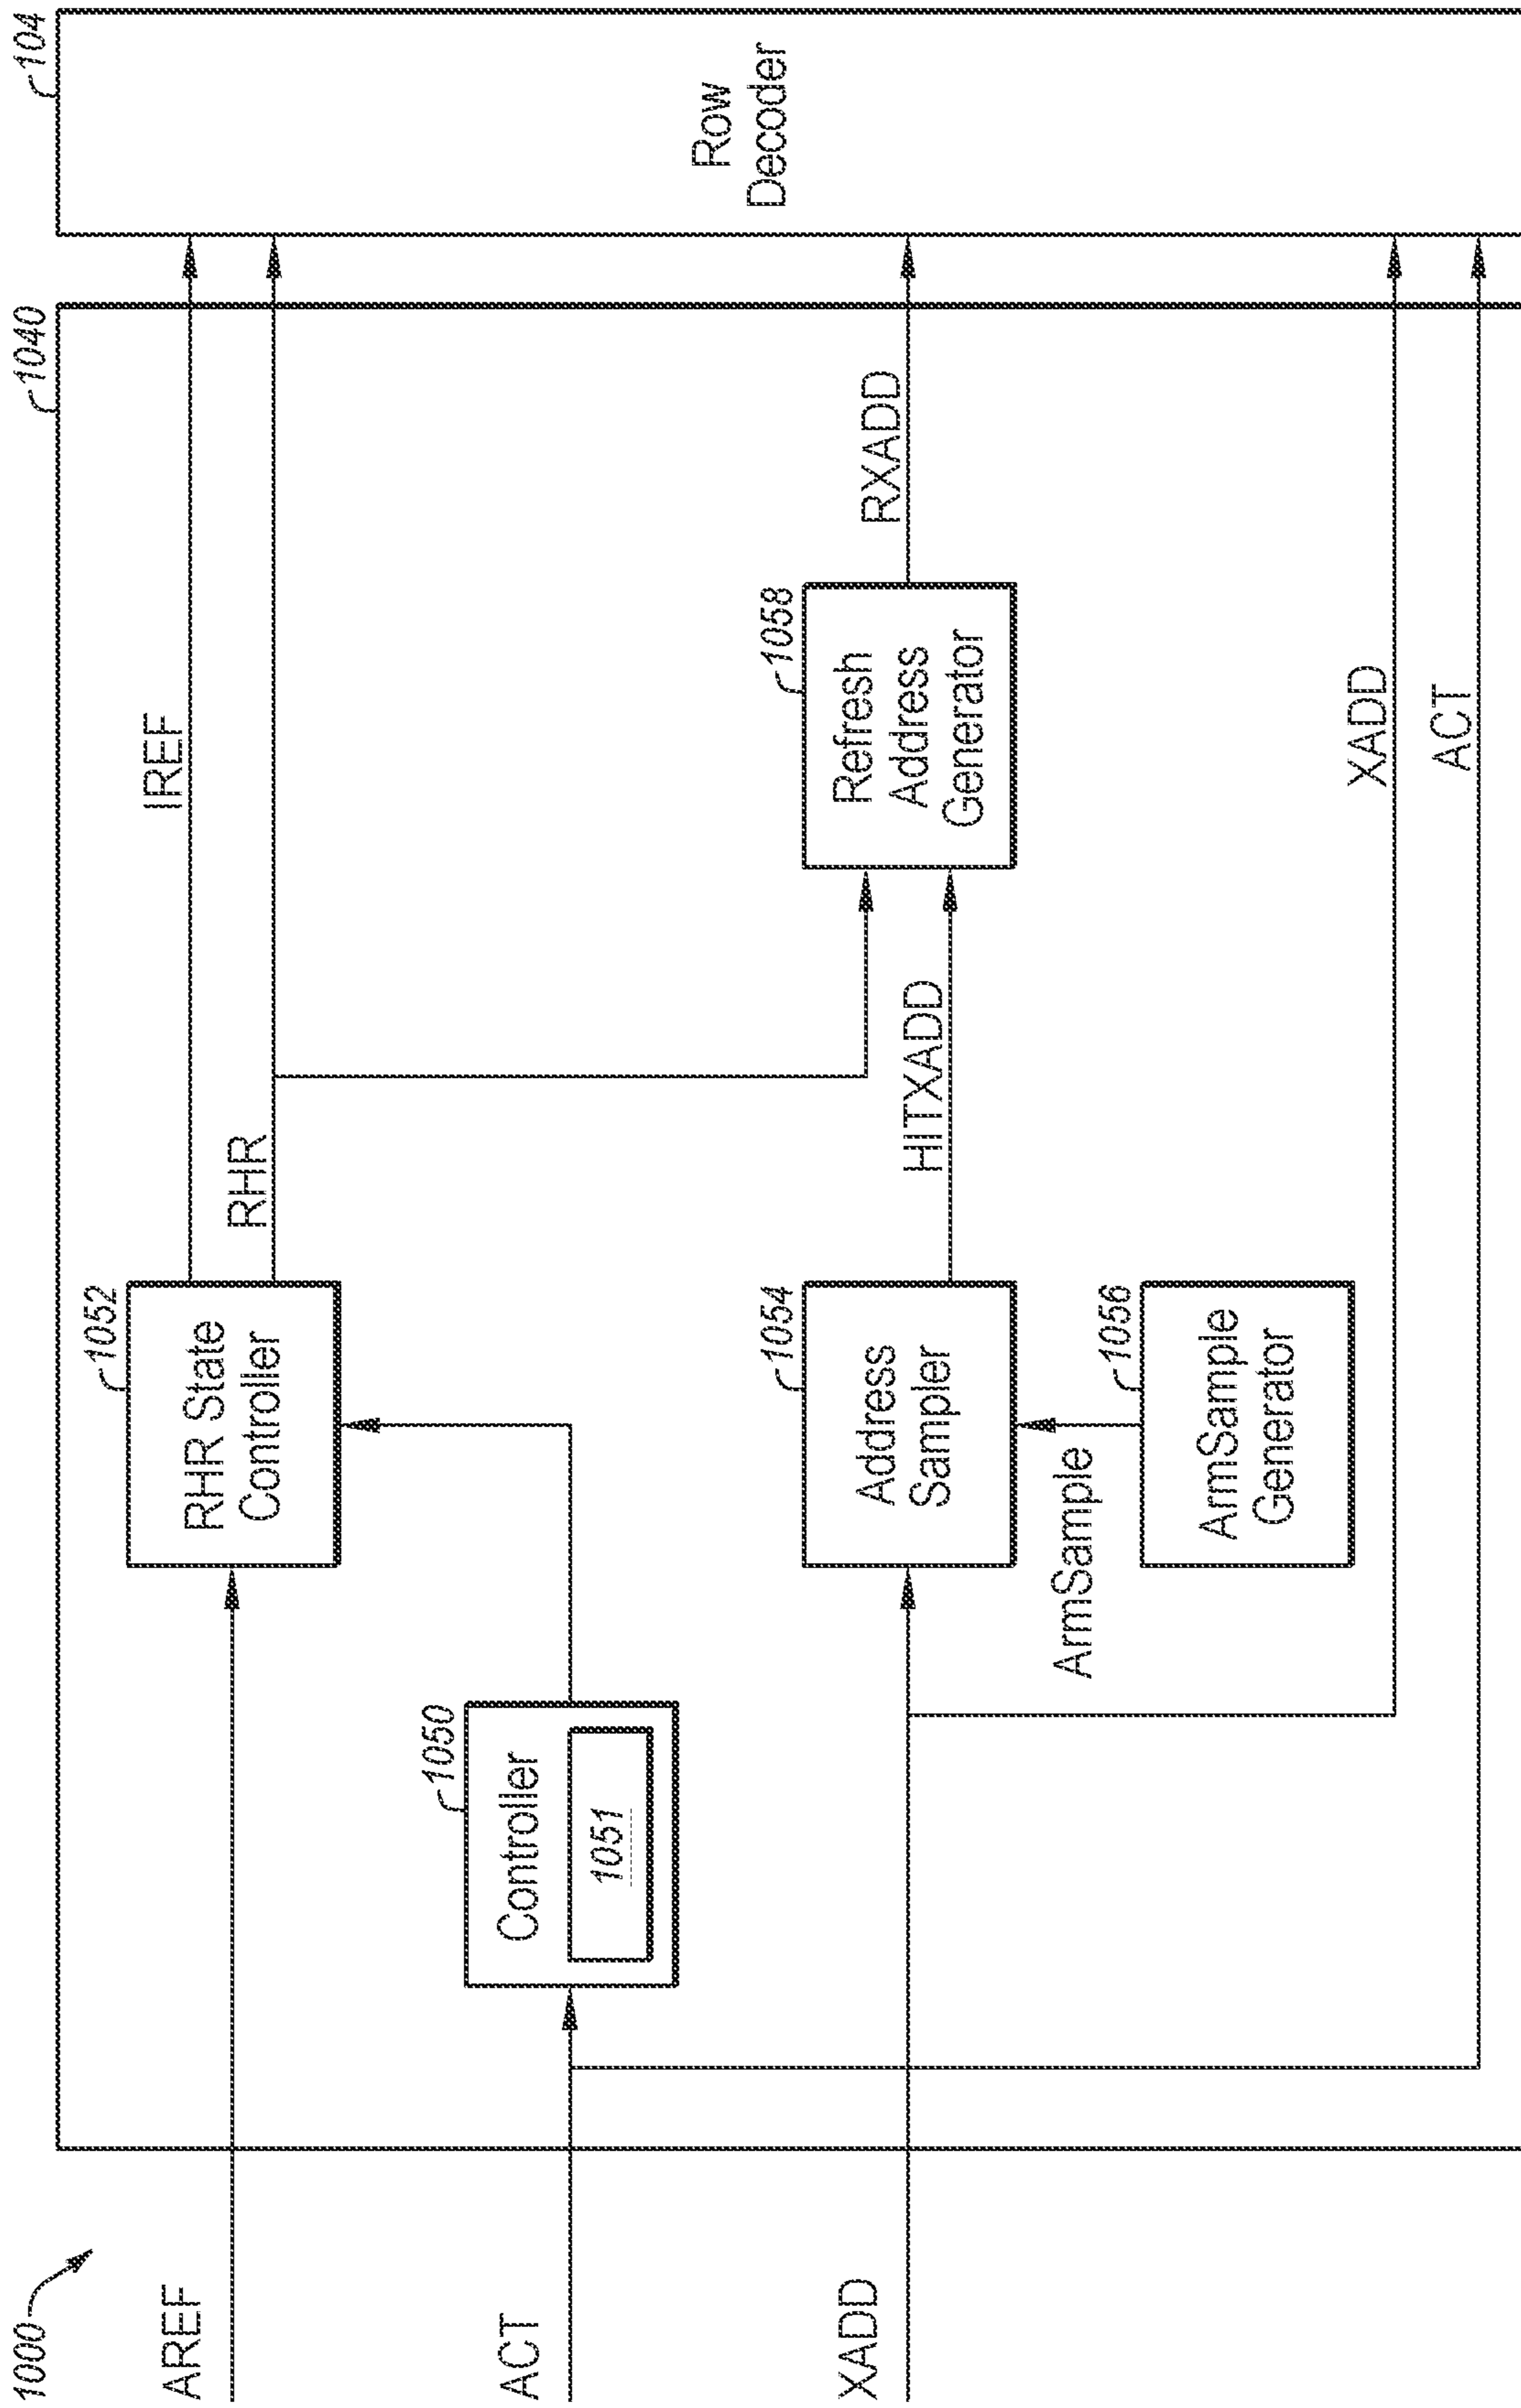 1000
1040
104
AREF
IREF
1052
RHR State
Controller
RHR
1050
Controller
1051
ACT
Row
Decoder
XADD
1054
Address
Sampler
HITXADD
1058
Refresh
Address
Generator
RXADD
ArmSample
1056
ArmSample
Generator
XADD
ACT